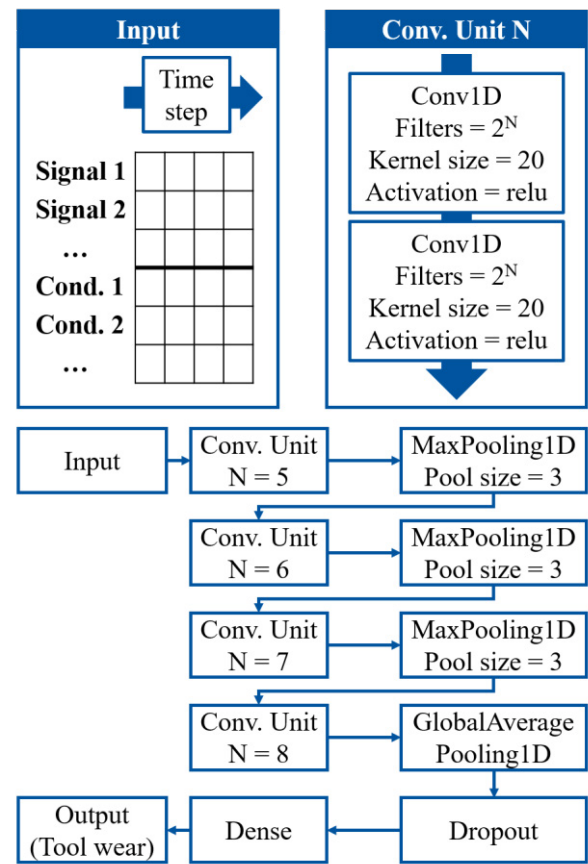 Input
Time
step
Signal 1
Signal 2
...
Cond. 1
Cond. 2
...
Conv. Unit N
Conv1D
Filters = 2ᴺ
Kernel size = 20
Activation = relu
Conv1D
Filters = 2ᴺ
Kernel size = 20
Activation = relu
Input
Conv. Unit
N = 5
MaxPooling1D
Pool size = 3
Conv. Unit
N = 6
MaxPooling1D
Pool size = 3
Conv. Unit
N = 7
MaxPooling1D
Pool size = 3
Conv. Unit
N = 8
GlobalAverage
Pooling1D
Dropout
Dense
Output
(Tool wear)